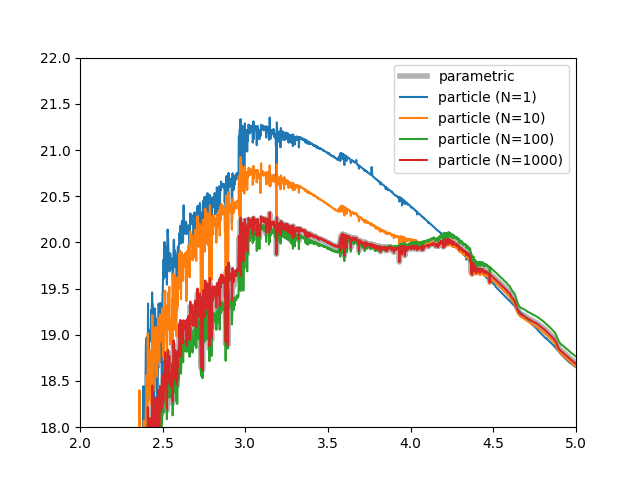 22.0
21.5
21.0
20.5
20.0
19.5
19.0
18.5
18.0
2.0 2.5 3.0 3.5 4.0 4.5 5.0
parametric
particle (N=1)
particle (N=10)
particle (N=100)
particle (N=1000)